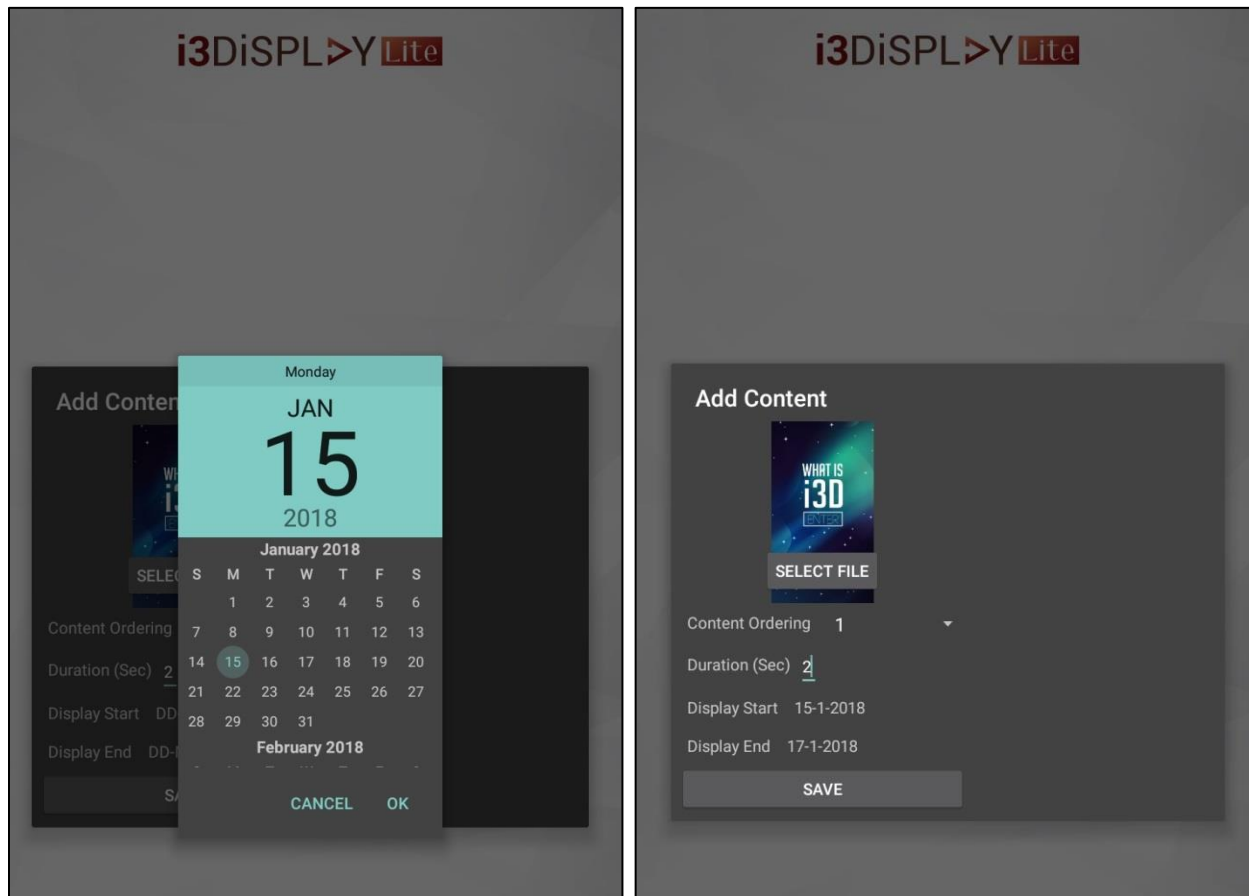 i3DiSPL>Y Lite
Monday
JAN
15
2018
January 2018
S M T W T F S
1 2 3 4 5 6
7 8 9 10 11 12 13
14 15 16 17 18 19 20
21 22 23 24 25 26 27
28 29 30 31
February 2018
CANCEL OK
Add Conten
SELEC
Content Ordering
Duration (Sec) 2
Display Start DD
Display End DD-
i3DiSPL>Y Lite
Add Content
WHAT IS
i3D
ENTER
SELECT FILE
Content Ordering 1
Duration (Sec) 2
Display Start 15-1-2018
Display End 17-1-2018
SAVE